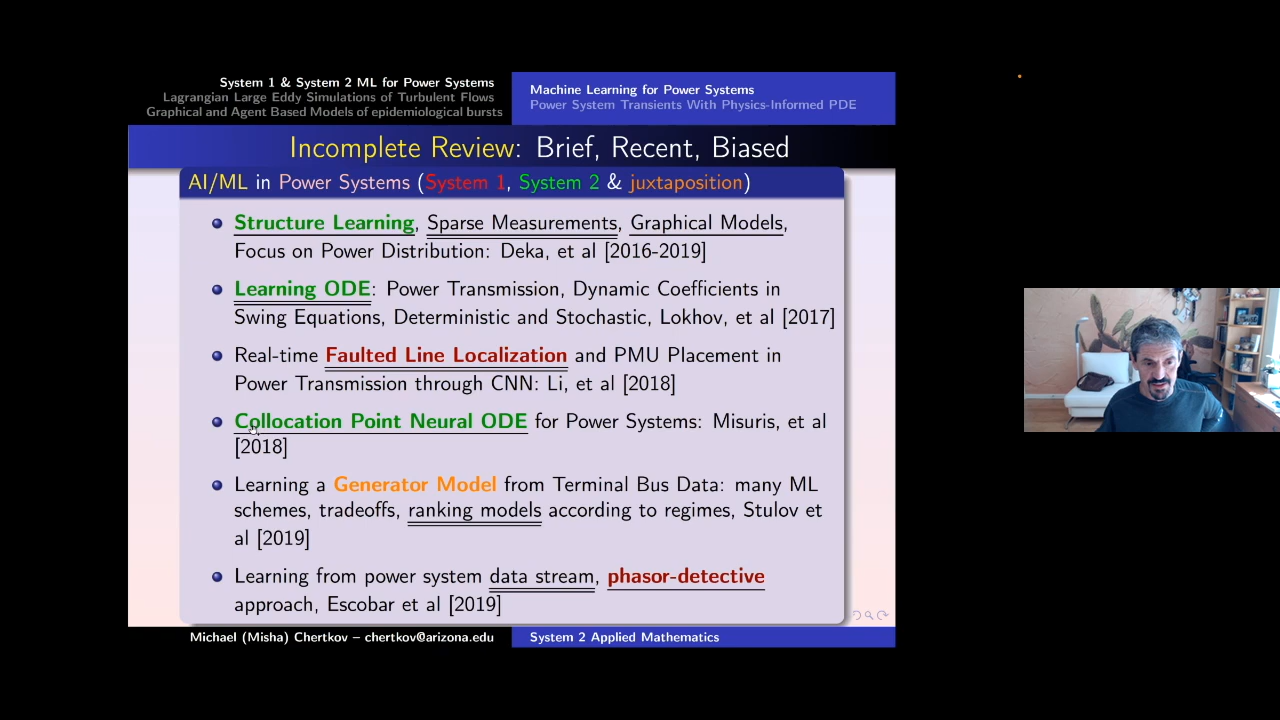 System 1 & System 2 ML for Power Systems
Lagrangian Large Eddy Simulations of Turbulent Flows
Graphical and Agent Based Models of epidemiological bursts
Machine Learning for Power Systems
Power System Transients With Physics-Informed PDE
Incomplete Review: Brief, Recent, Biased
AI/ML in Power Systems (System 1, System 2 & juxtaposition)
Structure Learning, Sparse Measurements, Graphical Models,
Focus on Power Distribution: Deka, et al [2016-2019]
Learning ODE: Power Transmission, Dynamic Coefficients in
Swing Equations, Deterministic and Stochastic, Lokhov, et al [2017]
Real-time Faulted Line Localization and PMU Placement in
Power Transmission through CNN: Li, et al [2018]
Collocation Point Neural ODE for Power Systems: Misuris, et al
[2018]
Learning a Generator Model from Terminal Bus Data: many ML
schemes, tradeoffs, ranking models according to regimes, Stulov et
al [2019]
Learning from power system data stream, phasor-detective
approach, Escobar et al [2019]
Michael (Misha) Chertkov – chertkov@arizona.edu
System 2 Applied Mathematics